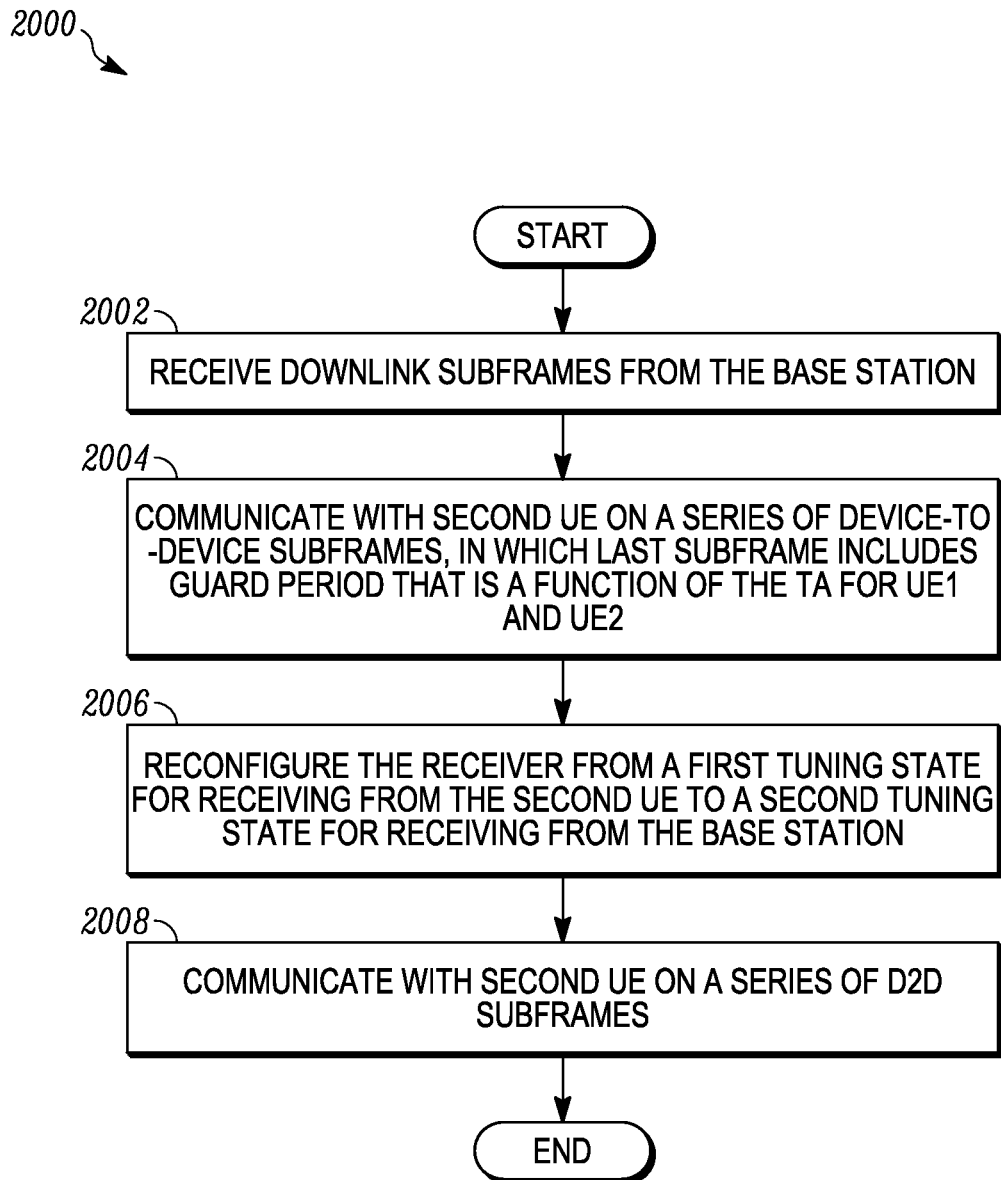 2000
START
2002
RECEIVE DOWNLINK SUBFRAMES FROM THE BASE STATION
2004
COMMUNICATE WITH SECOND UE ON A SERIES OF DEVICE-TO
-DEVICE SUBFRAMES, IN WHICH LAST SUBFRAME INCLUDES
GUARD PERIOD THAT IS A FUNCTION OF THE TA FOR UE1
AND UE2
2006
RECONFIGURE THE RECEIVER FROM A FIRST TUNING STATE
FOR RECEIVING FROM THE SECOND UE TO A SECOND TUNING
STATE FOR RECEIVING FROM THE BASE STATION
2008
COMMUNICATE WITH SECOND UE ON A SERIES OF D2D
SUBFRAMES
END